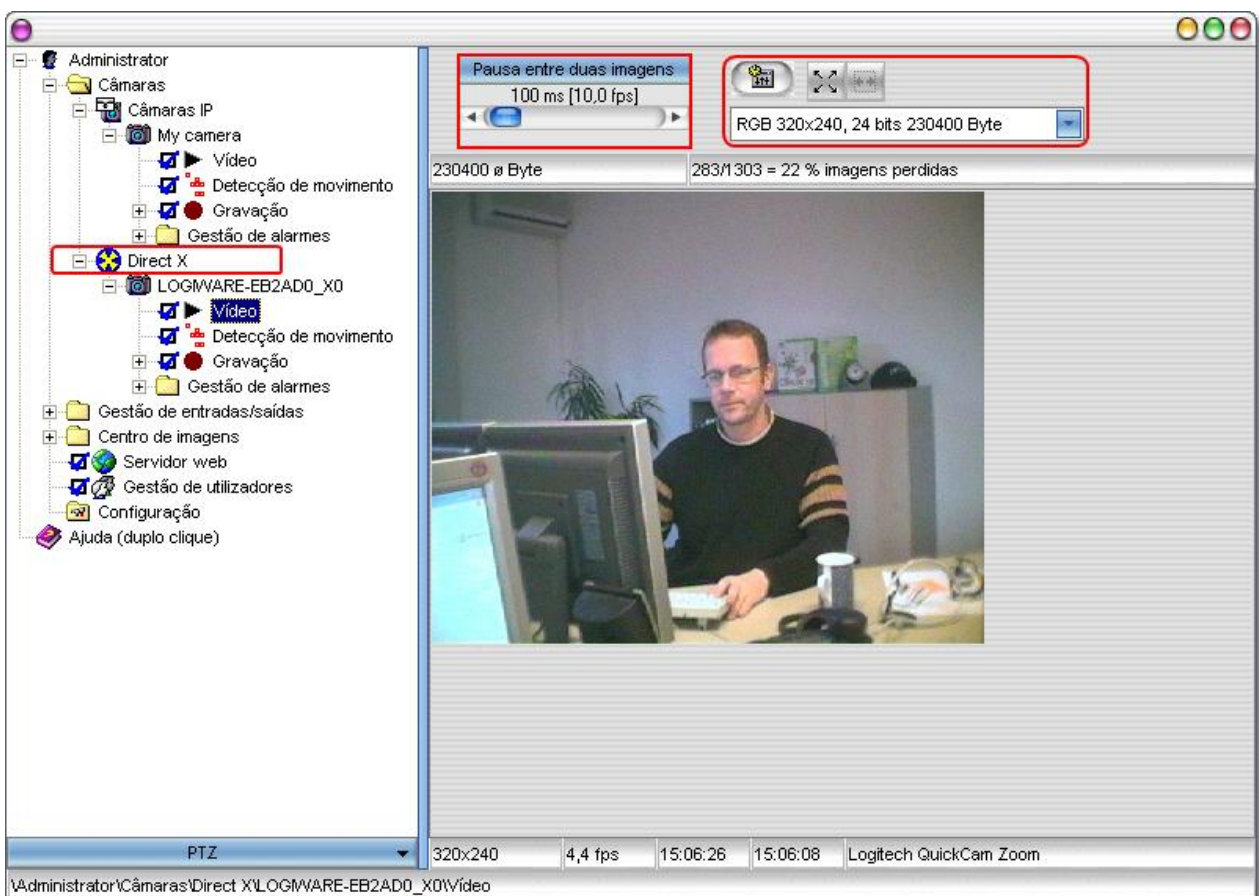 Administrator
Câmaras
Câmaras IP
My camera
Vídeo
Detecção de movimento
Gravação
Gestão de alarmes
Direct X
LOGIWARE-EB2AD0_X0
Vídeo
Detecção de movimento
Gravação
Gestão de alarmes
Gestão de entradas/saídas
Centro de imagens
Servidor web
Gestão de utilizadores
Configuração
Ajuda (duplo clique)
PTZ
Pausa entre duas imagens
100 ms [10,0 fps]
RGB 320x240, 24 bits 230400 Byte
230400 ø Byte
283/1303 = 22 % imagens perdidas
320x240
4,4 fps
15:06:26
15:06:08
Logitech QuickCam Zoom
\Administrator\Câmaras\Direct X\LOGIWARE-EB2AD0_X0\Vídeo